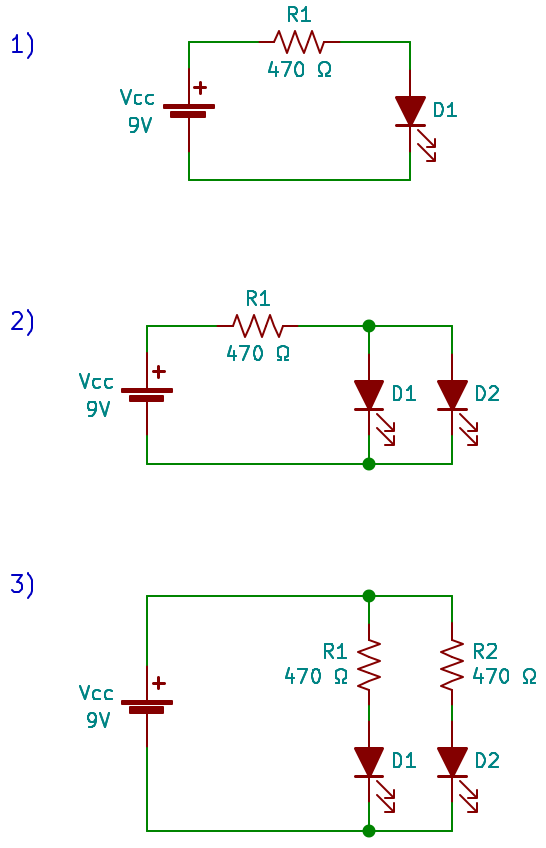 1)
R1
470 Ω
+
Vcc
9V
D1
2)
R1
470 Ω
+
Vcc
9V
D1
D2
3)
R1
470 Ω
R2
470 Ω
+
Vcc
9V
D1
D2